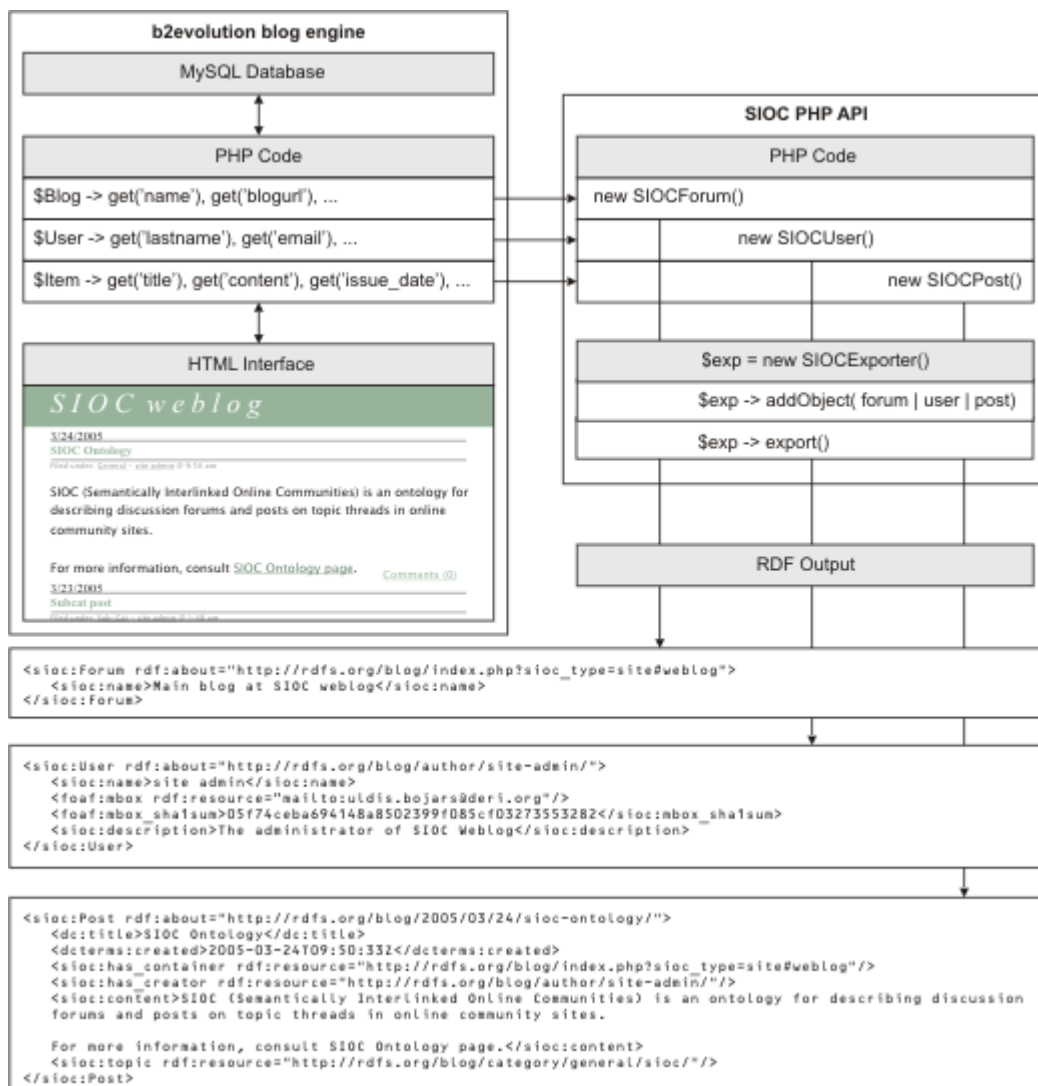 b2evolution blog engine
MySQL Database
PHP Code
$Blog -> get('name'), get('blogurl'), ...
$User -> get('lastname'), get('email'), ...
$Item -> get('title'), get('content'), get('issue_date'), ...
HTML Interface
SIOC weblog
3/24/2005
SIOC Ontology
Filed under: General - site admin @ 9:50 am
SIOC (Semantically Interlinked Online Communities) is an ontology for
describing discussion forums and posts on topic threads in online
community sites.
For more information, consult SIOC Ontology page.
Comments (0)
3/23/2005
Subcat post
SIOC PHP API
PHP Code
new SIOCForum()
new SIOCUser()
new SIOCPost()
$exp = new SIOCExporter()
$exp -> addObject( forum | user | post)
$exp -> export()
RDF Output
<sioc:Forum rdf:about="http://rdfs.org/blog/index.php?sioc_type=site#weblog">
<sioc:name>Main blog at SIOC weblog</sioc:name>
</sioc:Forum>
<sioc:User rdf:about="http://rdfs.org/blog/author/site-admin/">
<sioc:name>site admin</sioc:name>
<foaf:mbox rdf:resource="mailto:uldis.bojars@deri.org"/>
<foaf:mbox_sha1sum>05f74ceba694148a8502399f085cf03273553282</sioc:mbox_sha1sum>
<sioc:description>The administrator of SIOC Weblog</sioc:description>
</sioc:User>
<sioc:Post rdf:about="http://rdfs.org/blog/2005/03/24/sioc-ontology/">
<dc:title>SIOC Ontology</dc:title>
<dcterms:created>2005-03-24T09:50:33Z</dcterms:created>
<sioc:has_container rdf:resource="http://rdfs.org/blog/index.php?sioc_type=site#weblog"/>
<sioc:has_creator rdf:resource="http://rdfs.org/blog/author/site-admin/"/>
<sioc:content>SIOC (Semantically Interlinked Online Communities) is an ontology for describing discussion
forums and posts on topic threads in online community sites.
For more information, consult SIOC Ontology page.</sioc:content>
<sioc:topic rdf:resource="http://rdfs.org/blog/category/general/sioc/"/>
</sioc:Post>